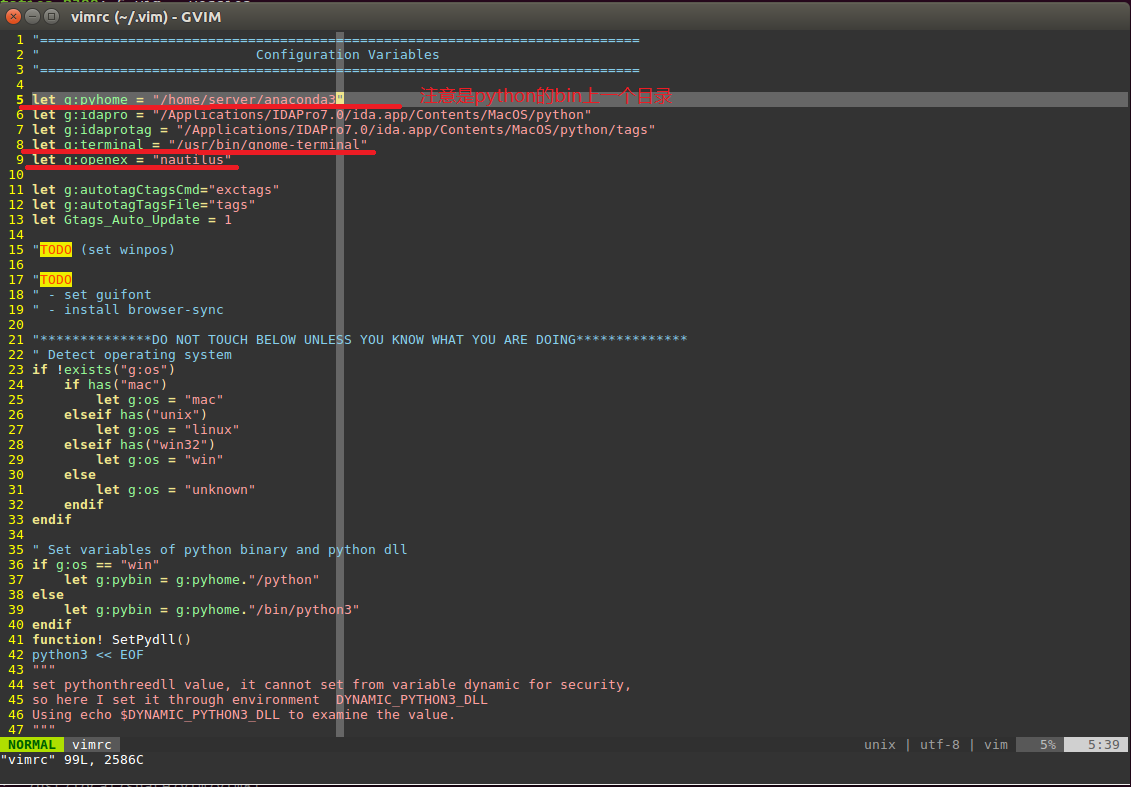 vimrc (~/.vim) - GVIM
1 "===========================================================================
2 " Configuration Variables
3 "===========================================================================
4
5 let g:pyhome = "/home/server/anaconda3" 注意是python的bin上一个目录
6 let g:idapro = "/Applications/IDAPro7.0/ida.app/Contents/MacOS/python"
7 let g:idaprotag = "/Applications/IDAPro7.0/ida.app/Contents/MacOS/python/tags"
8 let g:terminal = "/usr/bin/gnome-terminal"
9 let g:openex = "nautilus"
10
11 let g:autotagCtagsCmd="exctags"
12 let g:autotagTagsFile="tags"
13 let Gtags_Auto_Update = 1
14
15 "TODO (set winpos)
16
17 "TODO
18 " - set guifont
19 " - install browser-sync
20
21 "**************DO NOT TOUCH BELOW UNLESS YOU KNOW WHAT YOU ARE DOING**************
22 " Detect operating system
23 if !exists("g:os")
24     if has("mac")
25         let g:os = "mac"
26     elseif has("unix")
27         let g:os = "linux"
28     elseif has("win32")
29         let g:os = "win"
30     else
31         let g:os = "unknown"
32     endif
33 endif
34
35 " Set variables of python binary and python dll
36 if g:os == "win"
37     let g:pybin = g:pyhome."/python"
38 else
39     let g:pybin = g:pyhome."/bin/python3"
40 endif
41 function! SetPydll()
42 python3 << EOF
43 """
44 set pythonthreedll value, it cannot set from variable dynamic for security,
45 so here I set it through environment  DYNAMIC_PYTHON3_DLL
46 Using echo $DYNAMIC_PYTHON3_DLL to examine the value.
47 """
NORMAL vimrc unix | utf-8 | vim 5% 5:39
"vimrc" 99L, 2586C